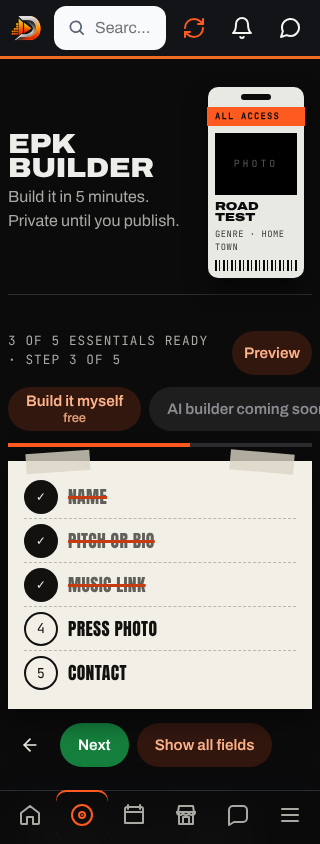 Searc...
EPK
BUILDER
Build it in 5 minutes.
Private until you publish.
ALL ACCESS
PHOTO
ROAD
TEST
GENRE · HOME
TOWN
3 OF 5 ESSENTIALS READY
· STEP 3 OF 5
Preview
Build it myself
free
AI builder coming soon
✓ NAME
✓ PITCH OR BIO
✓ MUSIC LINK
4 PRESS PHOTO
5 CONTACT
Next
Show all fields